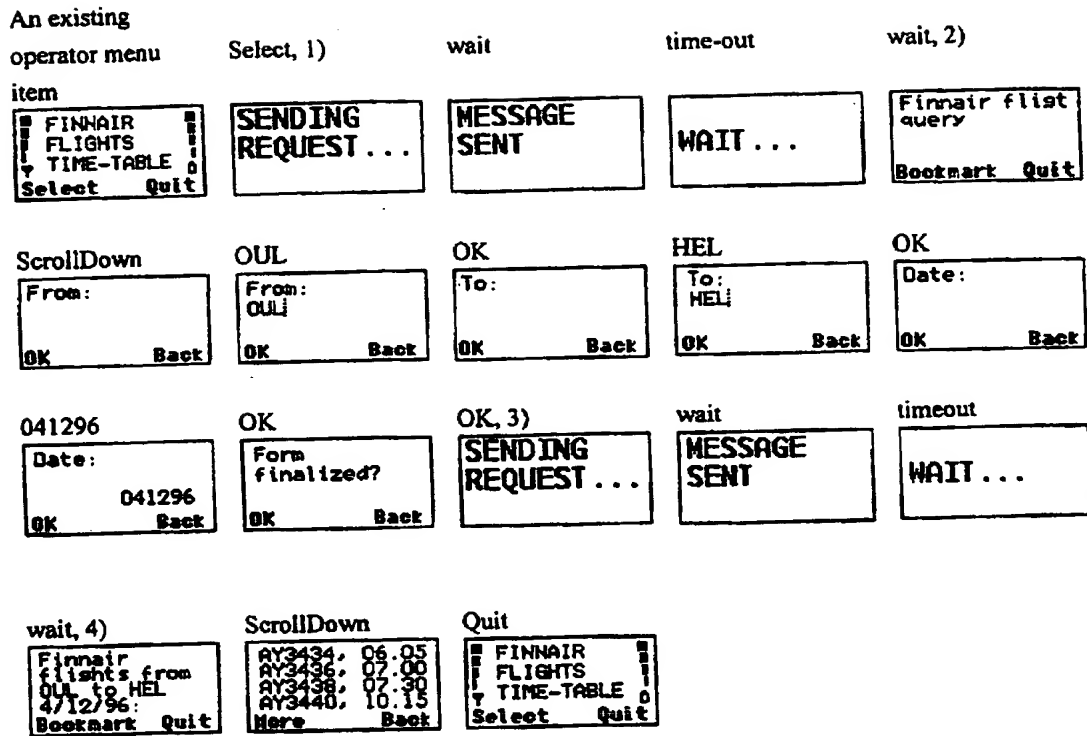 An existing
operator menu
item
FINNAIR
FLIGHTS
TIME-TABLE
Select Quit
Select, 1)
SENDING
REQUEST...
wait
MESSAGE
SENT
time-out
WAIT...
wait, 2)
Finnair flist
query
Bookmark Quit
ScrollDown
From:
OK Back
OUL
From:
OUL
OK Back
OK
To:
OK Back
HEL
To:
HEL
OK Back
OK
Date:
OK Back
041296
Date:
041296
OK Back
OK
Form
finalized?
OK Back
OK, 3)
SENDING
REQUEST...
wait
MESSAGE
SENT
timeout
WAIT...
wait, 4)
Finnair
flishts from
OUL to HEL
4/12/96:
Bookmark Quit
ScrollDown
AY3434, 06.05
AY3436, 07.00
AY3438, 07.30
AY3440, 10.15
More Back
Quit
FINNAIR
FLIGHTS
TIME-TABLE
Select Quit